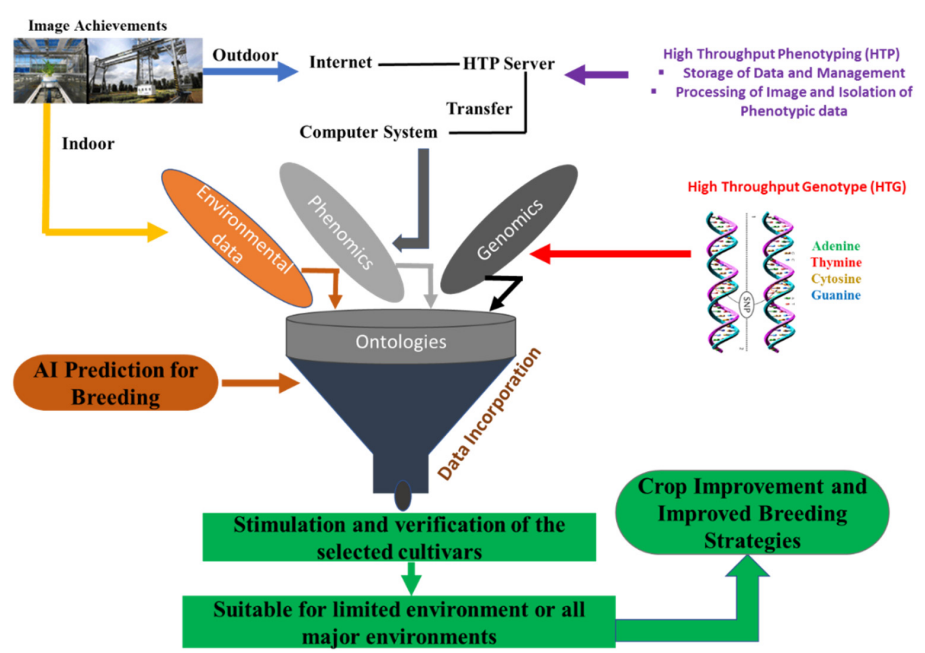 Image Achievements
Outdoor
Internet
HTP Server
Transfer
Computer System
Indoor
High Throughput Phenotyping (HTP)
▪ Storage of Data and Management
▪ Processing of Image and Isolation of
Phenotypic data
Environmental
data
Phenomics
Genomics
High Throughput Genotype (HTG)
Adenine
Thymine
Cytosine
Guanine
SNP
Ontologies
AI Prediction for
Breeding
Data Incorporation
Stimulation and verification of the
selected cultivars
Crop Improvement and
Improved Breeding
Strategies
Suitable for limited environment or all
major environments